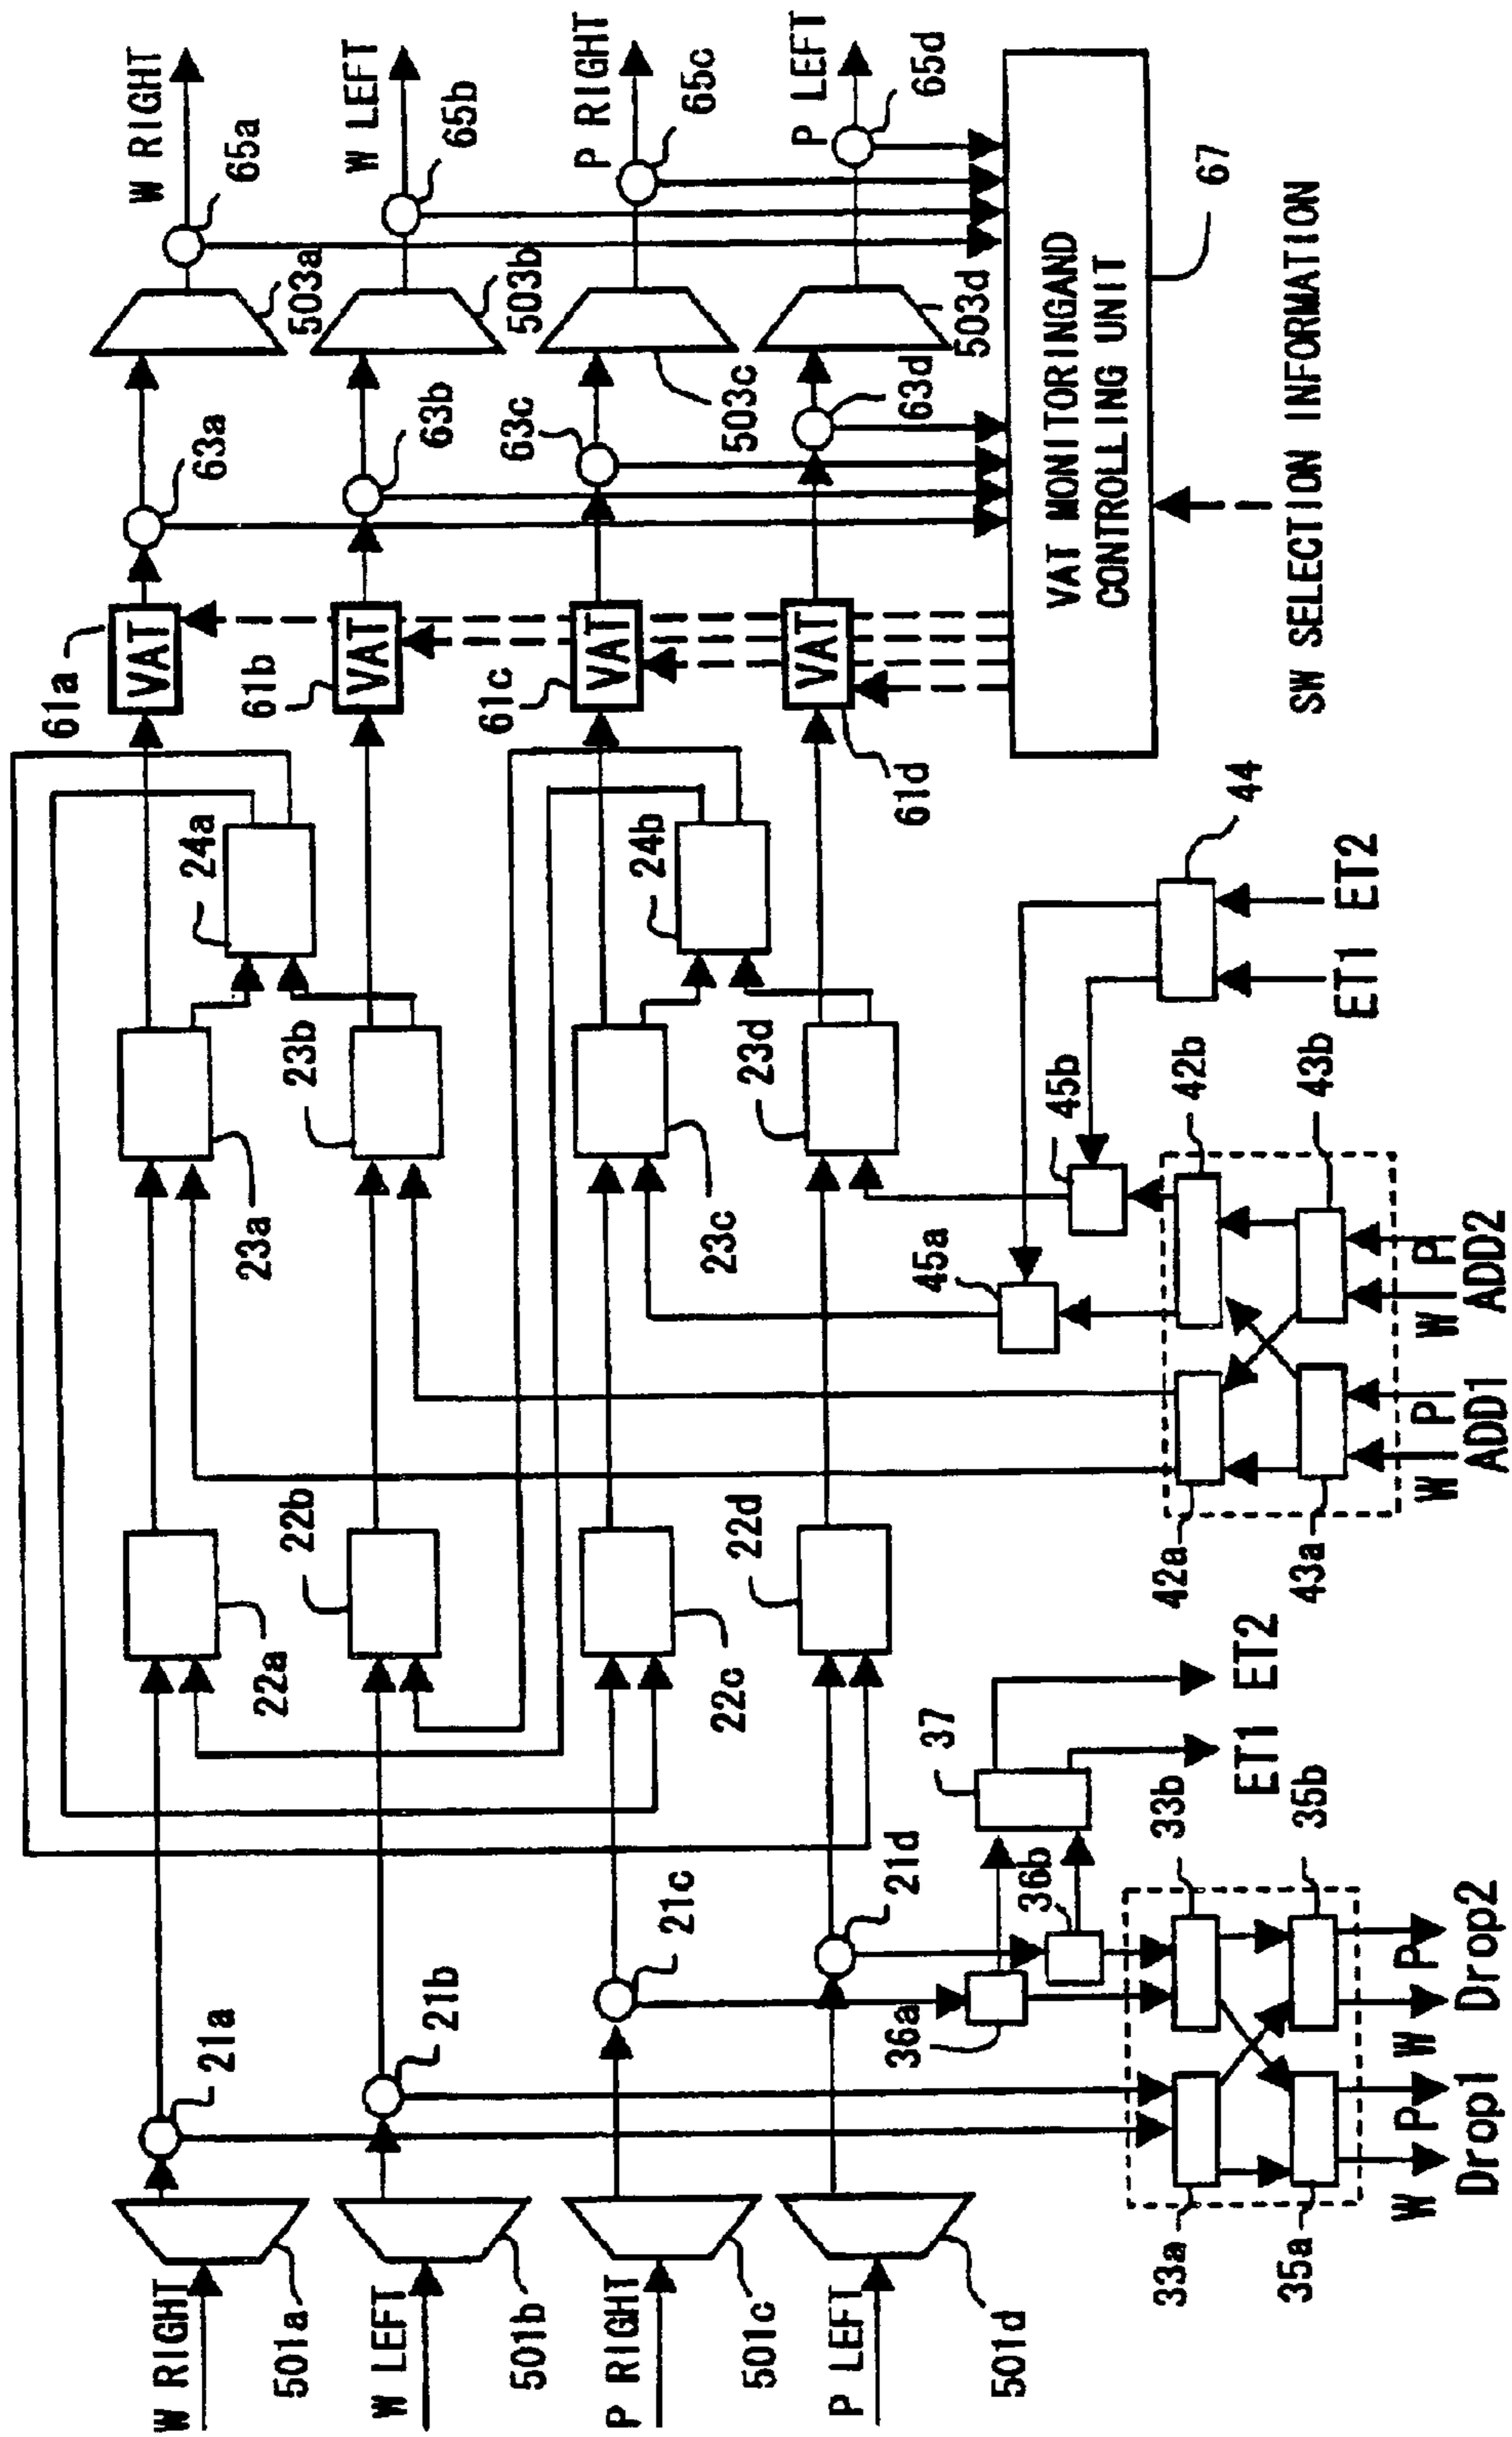 W RIGHT
501a
W LEFT
501b
P RIGHT
501c
P LEFT
501d
21a
21b
21c
21d
36a
36b
37
ET1 ET2
33a
33b
35a
35b
W P W P
Drop1 Drop2
22a
22b
22c
22d
23a
23b
23c
23d
24a
24b
42a
42b
43a
43b
W P W P
ADD1 ADD2
45a
45b
44
ET1 ET2
61a
VAT
61b
VAT
61c
VAT
61d
VAT
63a
63b
63c
63d
503a
503b
503c
503d
65a
65b
65c
65d
W RIGHT
W LEFT
P RIGHT
P LEFT
VAT MONITORINGAND
CONTROLLING UNIT
67
SW SELECTION INFORMATION